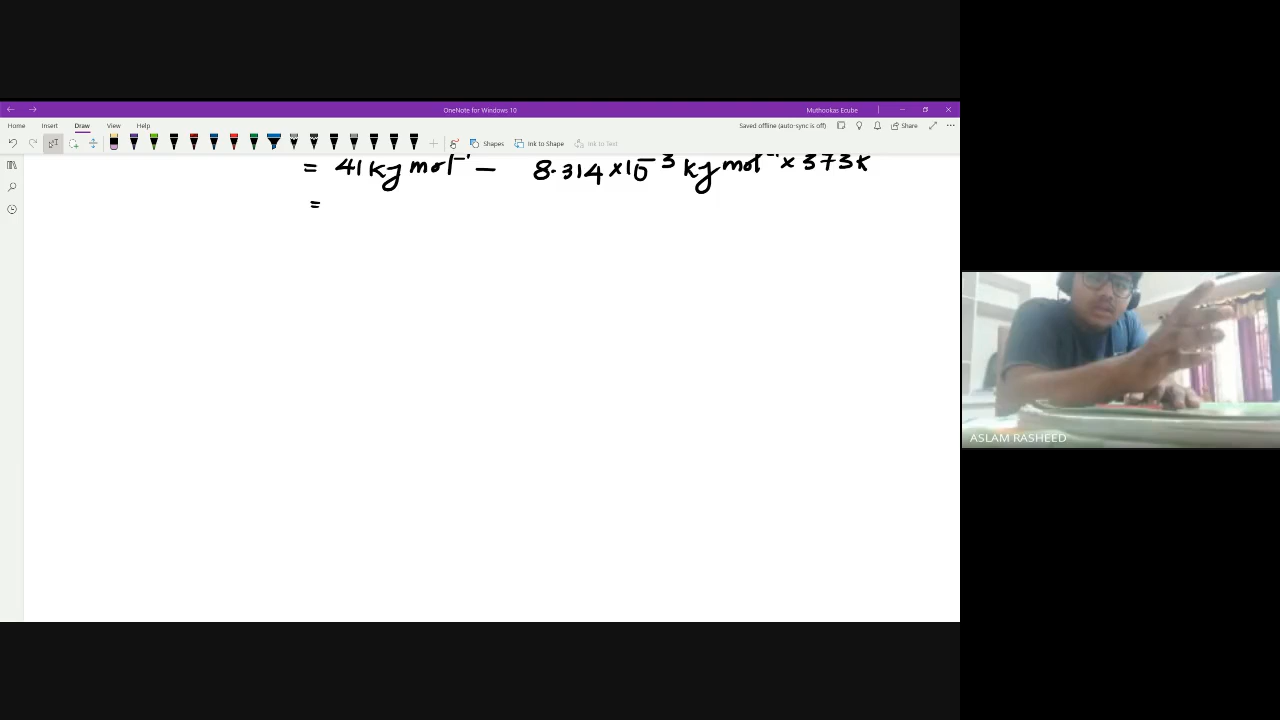 OneNote for Windows 10
Muthookas Ecube
Home Insert Draw View Help
Saved offline (auto-sync is off)
Share
Shapes
Ink to Shape
Ink to Text
= 41 kj mol⁻¹ – 8.314 × 10⁻³ kj mol⁻¹ × 373 k
=
ASLAM RASHEED